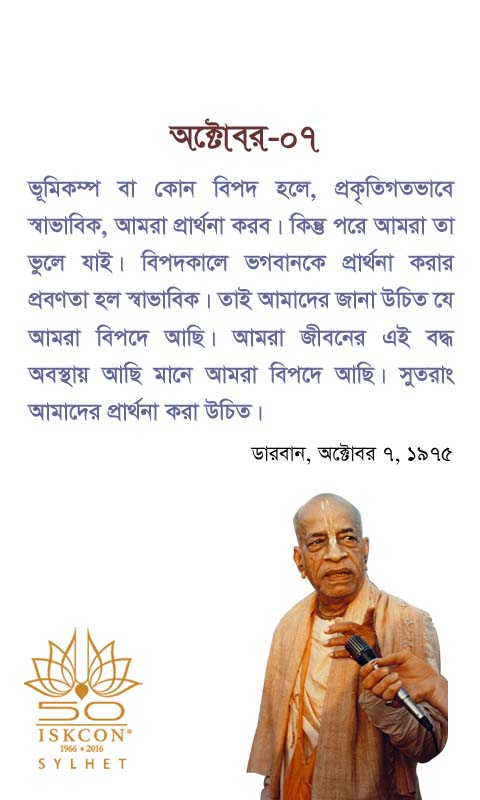 অক্টোবর-০৭
ভূমিকম্প বা কোন বিপদ হলে, প্রকৃতিগতভাবে
স্বাভাবিক, আমরা প্রার্থনা করব। কিন্তু পরে আমরা তা
ভুলে যাই। বিপদকালে ভগবানকে প্রার্থনা করার
প্রবণতা হল স্বাভাবিক। তাই আমাদের জানা উচিত যে
আমরা বিপদে আছি। আমরা জীবনের এই বদ্ধ
অবস্থায় আছি মানে আমরা বিপদে আছি। সুতরাং
আমাদের প্রার্থনা করা উচিত।
ডারবান, অক্টোবর ৭, ১৯৭৫
50
ISKCON®
1966 • 2016
SYLHET